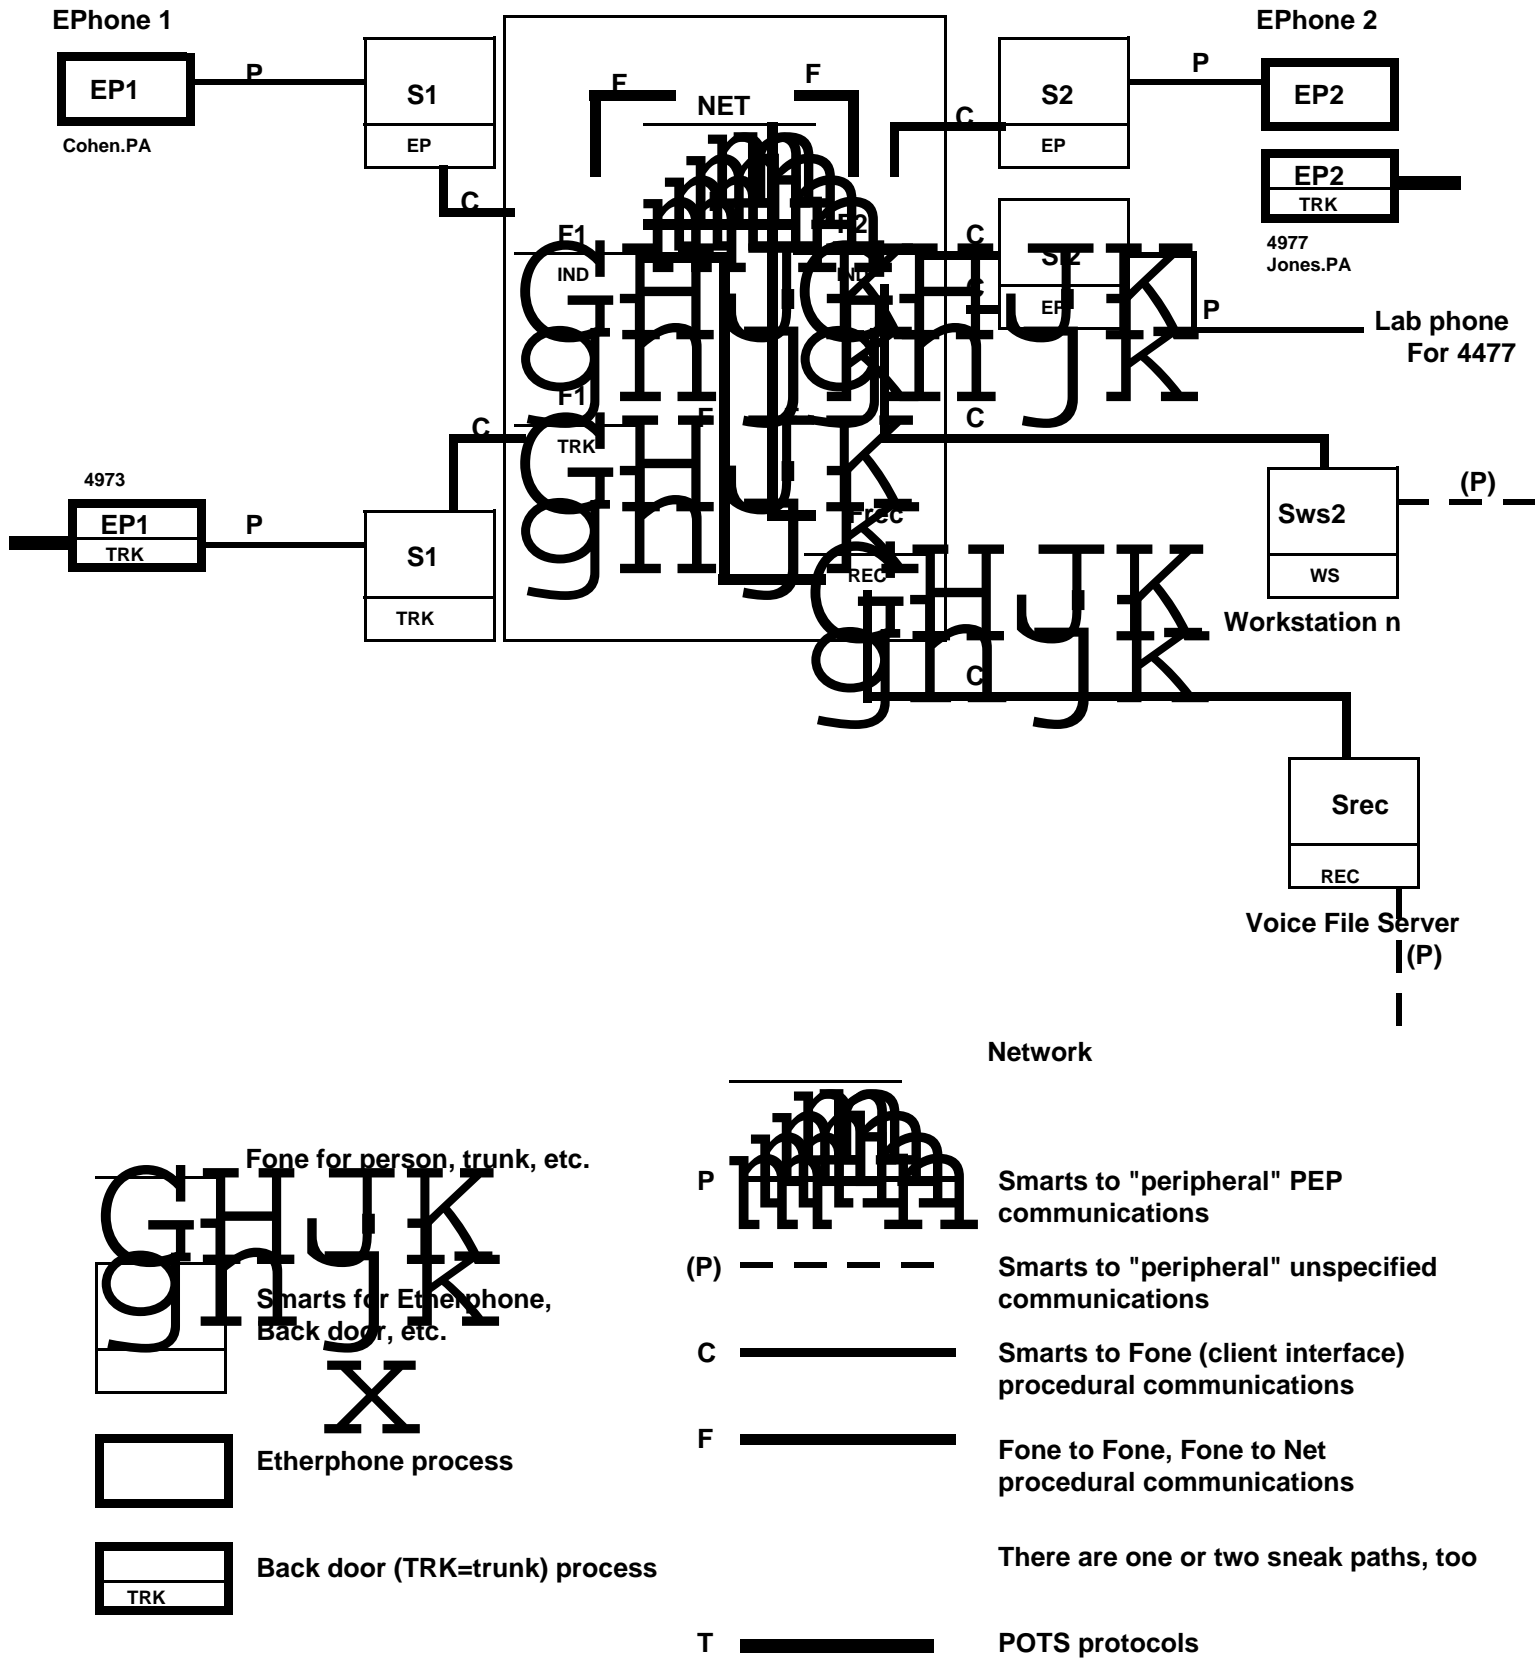 EPhone 1
EPhone 2
EP1
P
S1
EP
Cohen.PA
C
F
F
NET
C
S2
EP
P
EP2
EP2
TRK
4977
Jones.PA
F1
IND
F2
IND
C
C
EP
P
Lab phone
For 4477
G H J K
g n j k
G H J K
g n j k
F1
TRK
F
C
C
4973
EP1
TRK
P
S1
TRK
Frec
REC
G H J K
g n j k
C
Sws2
WS
(P)
Workstation n
Srec
REC
Voice File Server
(P)
Network
Fone for person, trunk, etc.
G H J K
g n j k
Smarts for Etherphone,
Back door, etc.
X
Etherphone process
TRK
Back door (TRK=trunk) process
P
Smarts to "peripheral" PEP
communications
(P)
Smarts to "peripheral" unspecified
communications
C
Smarts to Fone (client interface)
procedural communications
F
Fone to Fone, Fone to Net
procedural communications
There are one or two sneak paths, too
T
POTS protocols